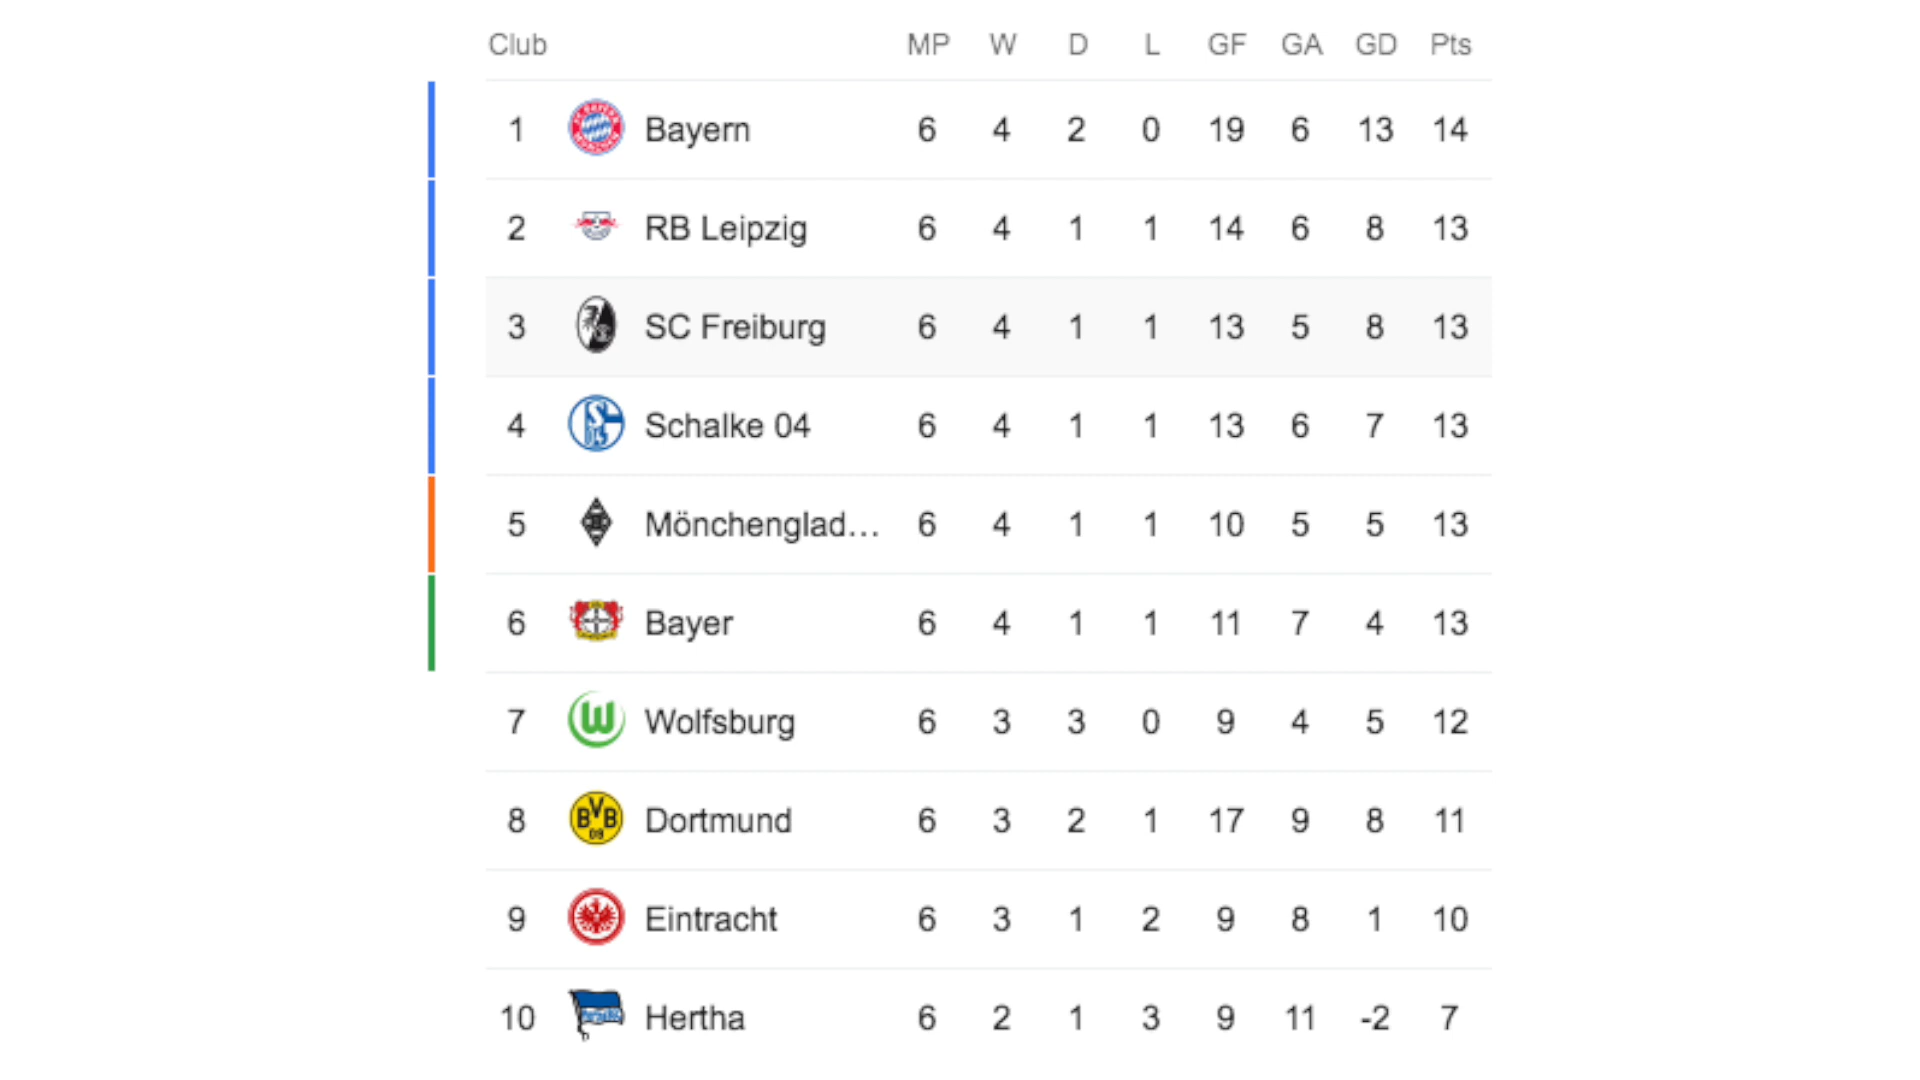 Club MP W D L GF GA GD Pts
1 Bayern 6 4 2 0 19 6 13 14
2 RB Leipzig 6 4 1 1 14 6 8 13
3 SC Freiburg 6 4 1 1 13 5 8 13
4 Schalke 04 6 4 1 1 13 6 7 13
5 Mönchenglad... 6 4 1 1 10 5 5 13
6 Bayer 6 4 1 1 11 7 4 13
7 Wolfsburg 6 3 3 0 9 4 5 12
8 BVB 09 Dortmund 6 3 2 1 17 9 8 11
9 Eintracht 6 3 1 2 9 8 1 10
10 Hertha 6 2 1 3 9 11 -2 7